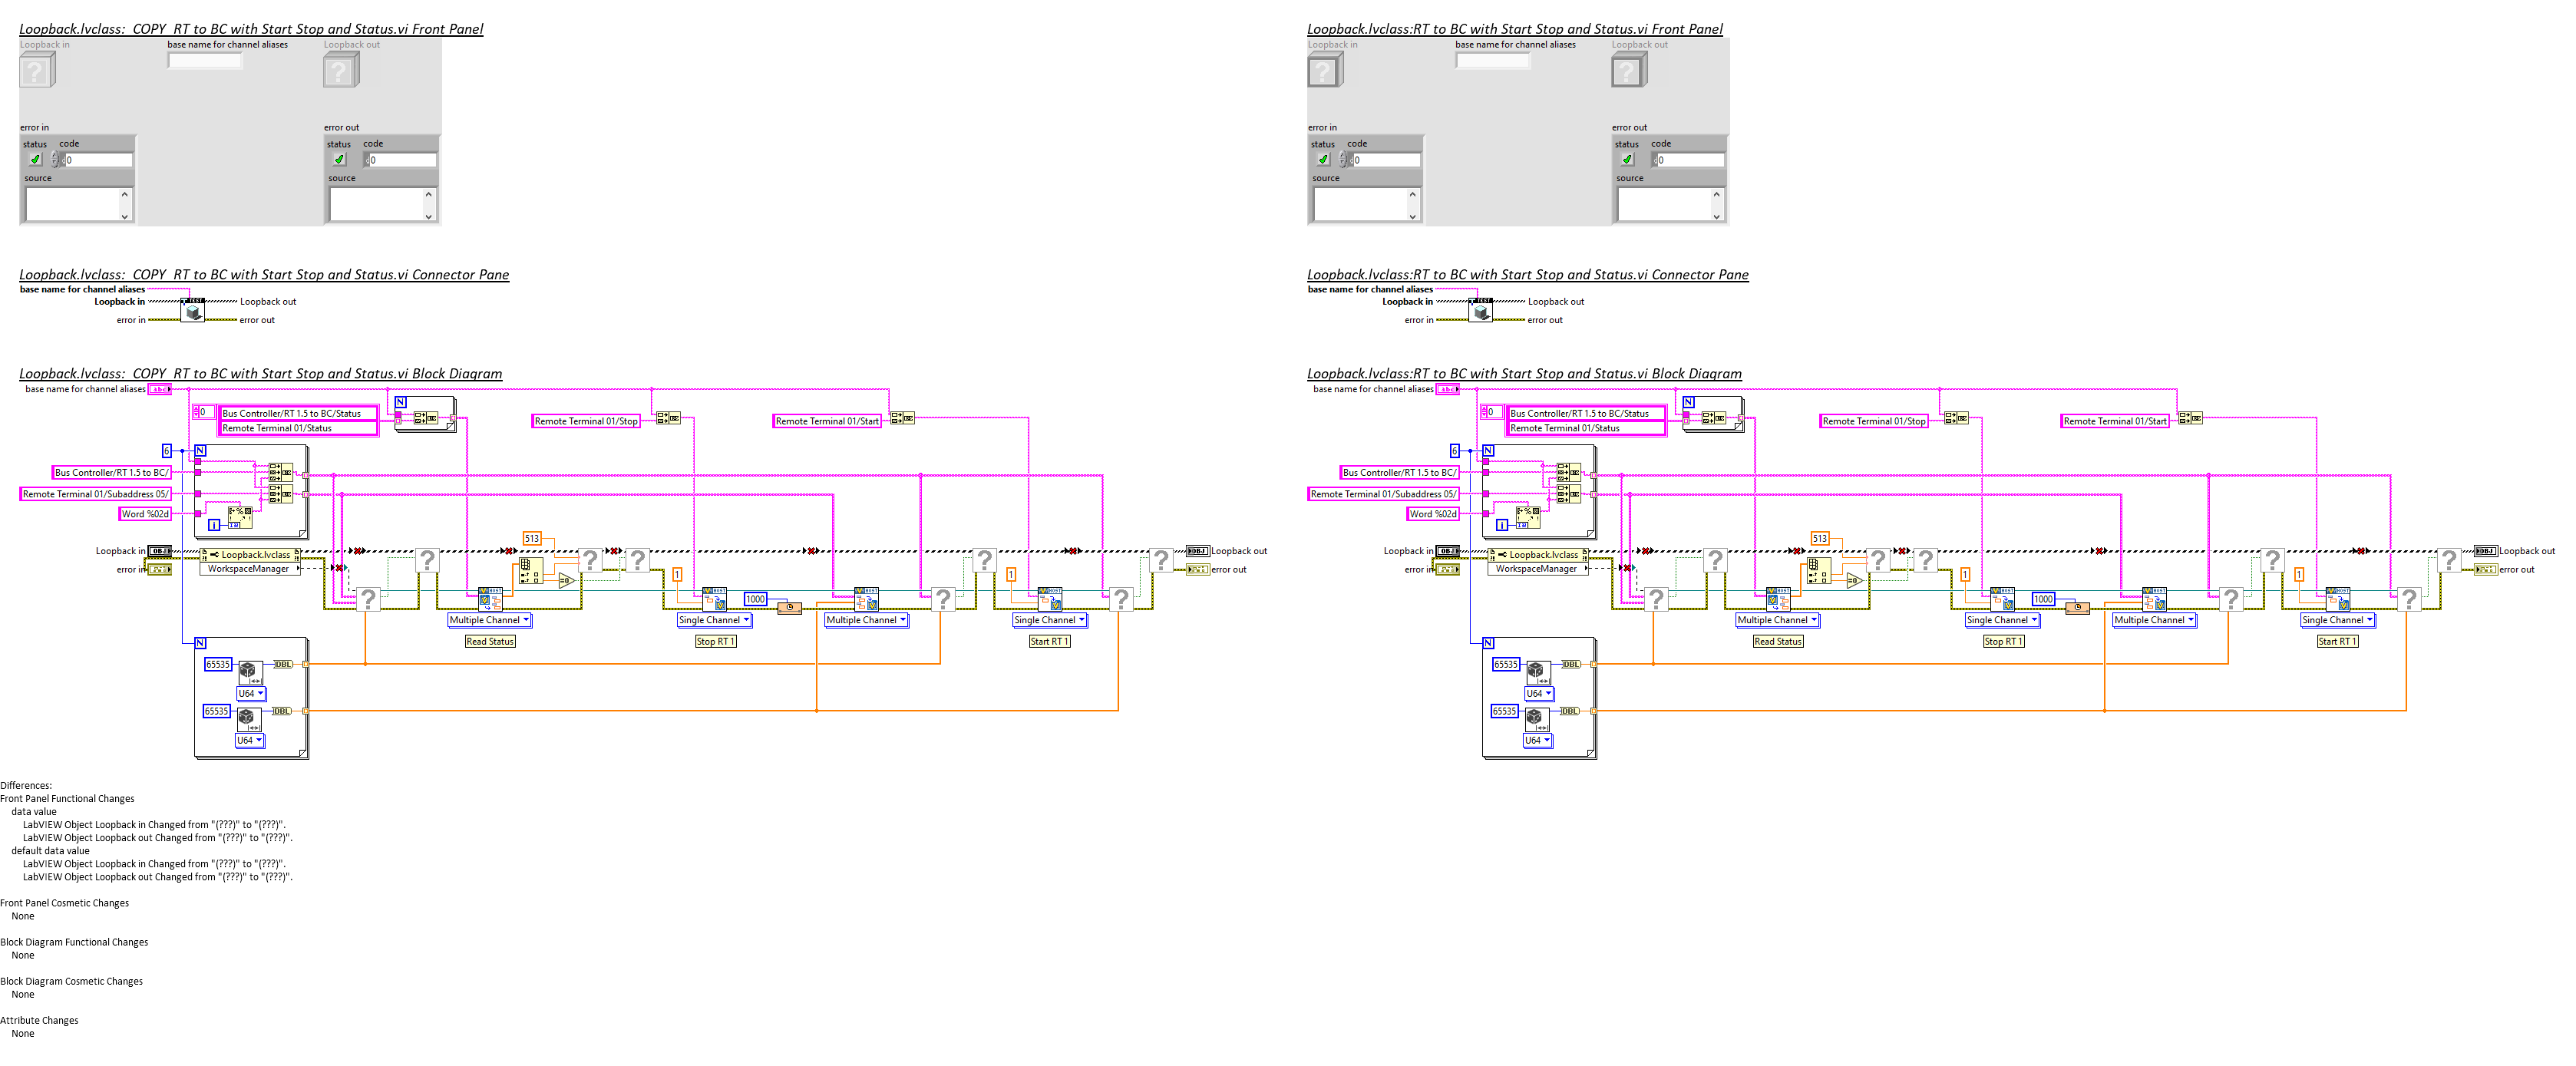 Loopback.lvclass:  COPY  RT to BC with Start Stop and Status.vi Front Panel
Loopback in
base name for channel aliases
Loopback out
error in
error out
status code
status code
0
0
source
source
Loopback.lvclass:  COPY  RT to BC with Start Stop and Status.vi Connector Pane
base name for channel aliases
Loopback in
Loopback out
TEST
error in
error out
Loopback.lvclass:  COPY  RT to BC with Start Stop and Status.vi Block Diagram
base name for channel aliases
abc
0
Bus Controller/RT 1.5 to BC/Status
Remote Terminal 01/Status
N
Remote Terminal 01/Stop
Remote Terminal 01/Start
6
N
Bus Controller/RT 1.5 to BC/
Remote Terminal 01/Subaddress 05/
Word %02d
i
513
Loopback in
OBJ
Loopback.lvclass
OBJ
Loopback out
error in
WorkspaceManager
error out
1
1000
1
Multiple Channel
Single Channel
Multiple Channel
Single Channel
Read Status
Stop RT 1
Start RT 1
N
65535
DBL
U64
65535
DBL
U64
Loopback.lvclass:RT to BC with Start Stop and Status.vi Front Panel
Loopback in
base name for channel aliases
Loopback out
error in
error out
status code
status code
0
0
source
source
Loopback.lvclass:RT to BC with Start Stop and Status.vi Connector Pane
base name for channel aliases
Loopback in
Loopback out
TEST
error in
error out
Loopback.lvclass:RT to BC with Start Stop and Status.vi Block Diagram
base name for channel aliases
abc
0
Bus Controller/RT 1.5 to BC/Status
Remote Terminal 01/Status
N
Remote Terminal 01/Stop
Remote Terminal 01/Start
6
N
Bus Controller/RT 1.5 to BC/
Remote Terminal 01/Subaddress 05/
Word %02d
i
513
Loopback in
OBJ
Loopback.lvclass
OBJ
Loopback out
error in
WorkspaceManager
error out
1
1000
1
Multiple Channel
Single Channel
Multiple Channel
Single Channel
Read Status
Stop RT 1
Start RT 1
N
65535
DBL
U64
65535
DBL
U64
Differences:
Front Panel Functional Changes
data value
LabVIEW Object Loopback in Changed from "(???)" to "(???)".
LabVIEW Object Loopback out Changed from "(???)" to "(???)".
default data value
LabVIEW Object Loopback in Changed from "(???)" to "(???)".
LabVIEW Object Loopback out Changed from "(???)" to "(???)".
Front Panel Cosmetic Changes
None
Block Diagram Functional Changes
None
Block Diagram Cosmetic Changes
None
Attribute Changes
None